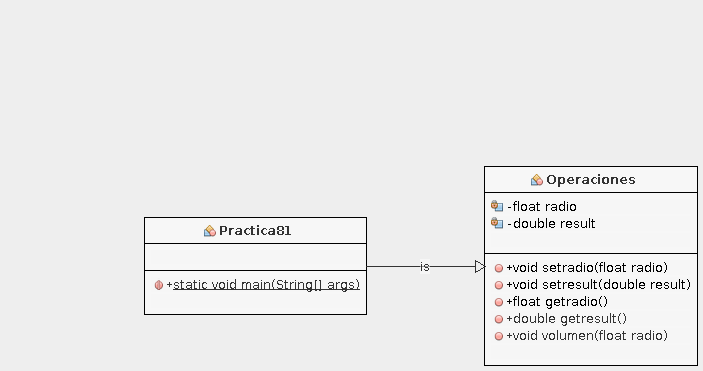 Practica81
+static void main(String[] args)
is
Operaciones
-float radio
-double result
+void setradio(float radio)
+void setresult(double result)
+float getradio()
+double getresult()
+void volumen(float radio)